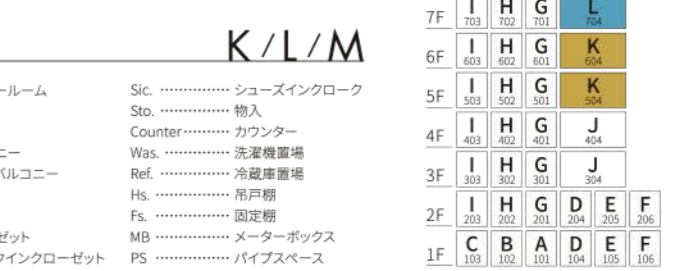 K/L/M
ールーム
ニー
バルコニー
ゼット
クインクローゼット
Sic. ……………… シューズインクローク
Sto. ……………… 物入
Counter………… カウンター
Was. ……………… 洗濯機置場
Ref. ……………… 冷蔵庫置場
Hs. ……………… 吊戸棚
Fs. ……………… 固定棚
MB ……………… メーターボックス
PS ……………… パイプスペース
7F I 703 H 702 G 701 L 704
6F I 603 H 602 G 601 K 604
5F I 503 H 502 G 501 K 504
4F I 403 H 402 G 401 J 404
3F I 303 H 302 G 301 J 304
2F I 203 H 202 G 201 D 204 E 205 F 206
1F C 103 B 102 A 101 D 104 E 105 F 106